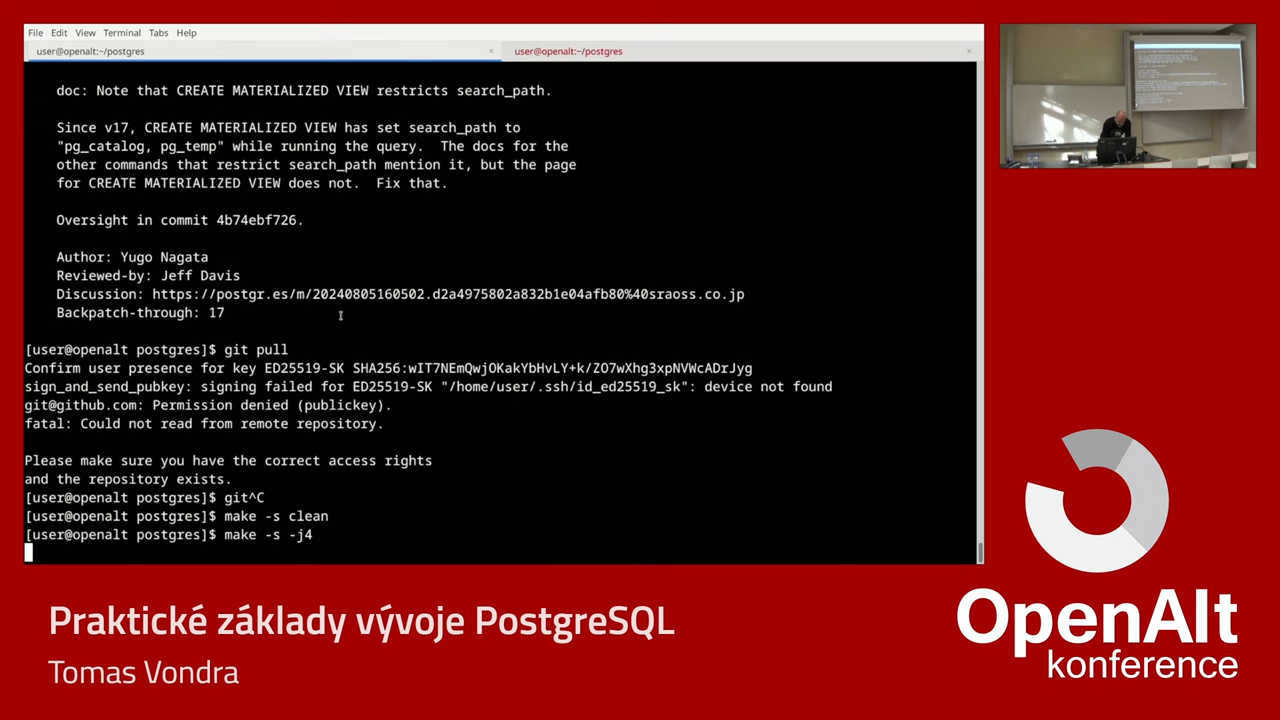 File Edit View Terminal Tabs Help
user@openalt:~/postgres × user@openalt:~/postgres ×
doc: Note that CREATE MATERIALIZED VIEW restricts search_path.
Since v17, CREATE MATERIALIZED VIEW has set search_path to
"pg_catalog, pg_temp" while running the query.  The docs for the
other commands that restrict search_path mention it, but the page
for CREATE MATERIALIZED VIEW does not.  Fix that.
Oversight in commit 4b74ebf726.
Author: Yugo Nagata
Reviewed-by: Jeff Davis
Discussion: https://postgr.es/m/20240805160502.d2a4975802a832b1e04afb80%40sraoss.co.jp
Backpatch-through: 17
[user@openalt postgres]$ git pull
Confirm user presence for key ED25519-SK SHA256:wIT7NEmQwjOKakYbHvLY+k/ZO7wXhg3xpNVWcADrJyg
sign_and_send_pubkey: signing failed for ED25519-SK "/home/user/.ssh/id_ed25519_sk": device not found
git@github.com: Permission denied (publickey).
fatal: Could not read from remote repository.
Please make sure you have the correct access rights
and the repository exists.
[user@openalt postgres]$ git^C
[user@openalt postgres]$ make -s clean
[user@openalt postgres]$ make -s -j4
Praktické základy vývoje PostgreSQL
Tomas Vondra
OpenAlt
konference